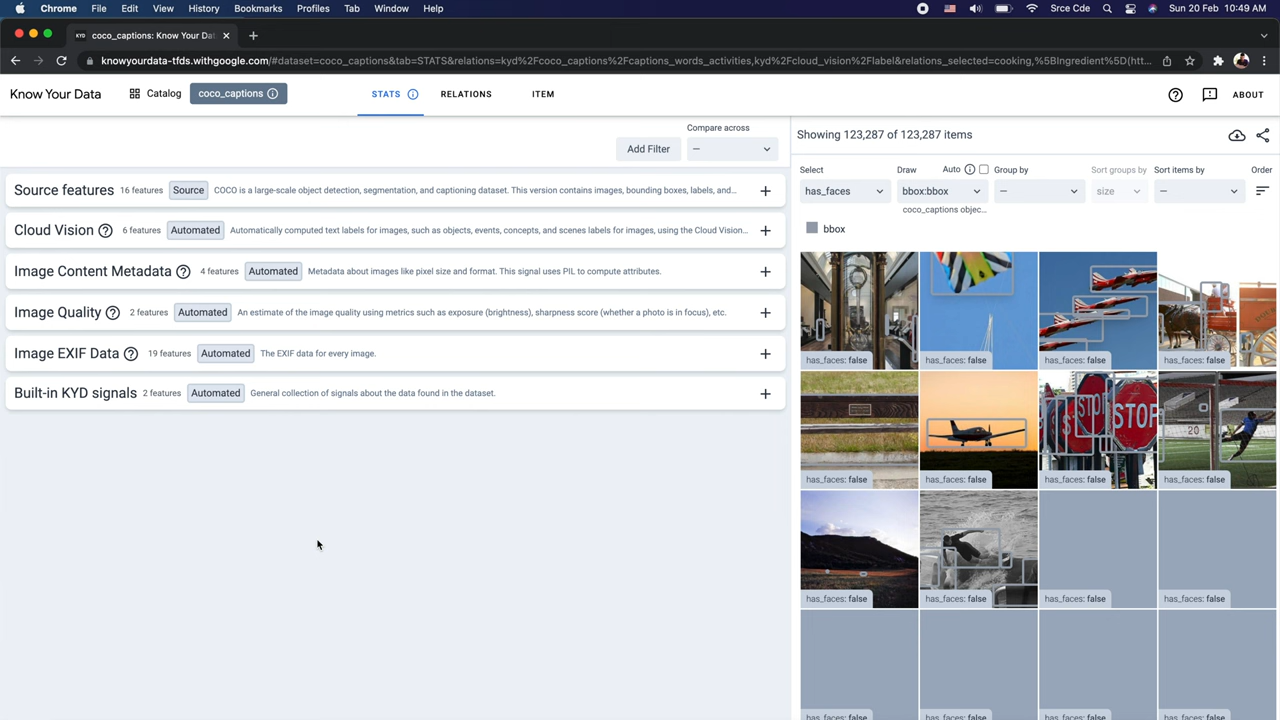 Chrome File Edit View History Bookmarks Profiles Tab Window Help Srce Cde Sun 20 Feb 10:49 AM
KYD coco_captions: Know Your Dat
knowyourdata-tfds.withgoogle.com/#dataset=coco_captions&tab=STATS&relations=kyd%2Fcoco_captions%2Fcaptions_words_activities,kyd%2Fcloud_vision%2Flabel&relations_selected=cooking,%5BIngredient%5D(htt...
Know Your Data Catalog coco_captions STATS RELATIONS ITEM ABOUT
Compare across
Add Filter —
Showing 123,287 of 123,287 items
Select Draw Auto Group by Sort groups by Sort items by Order
has_faces bbox:bbox — size —
coco_captions objec...
bbox
Source features 16 features Source COCO is a large-scale object detection, segmentation, and captioning dataset. This version contains images, bounding boxes, labels, and...
Cloud Vision 6 features Automated Automatically computed text labels for images, such as objects, events, concepts, and scenes labels for images, using the Cloud Vision...
Image Content Metadata 4 features Automated Metadata about images like pixel size and format. This signal uses PIL to compute attributes.
Image Quality 2 features Automated An estimate of the image quality using metrics such as exposure (brightness), sharpness score (whether a photo is in focus), etc.
Image EXIF Data 19 features Automated The EXIF data for every image.
Built-in KYD signals 2 features Automated General collection of signals about the data found in the dataset.
has_faces: false has_faces: false has_faces: false has_faces: false
STOP STOP
20
has_faces: false has_faces: false has_faces: false has_faces: false
has_faces: false has_faces: false has_faces: false has_faces: false
has_faces: false has_faces: false has_faces: false has_faces: false